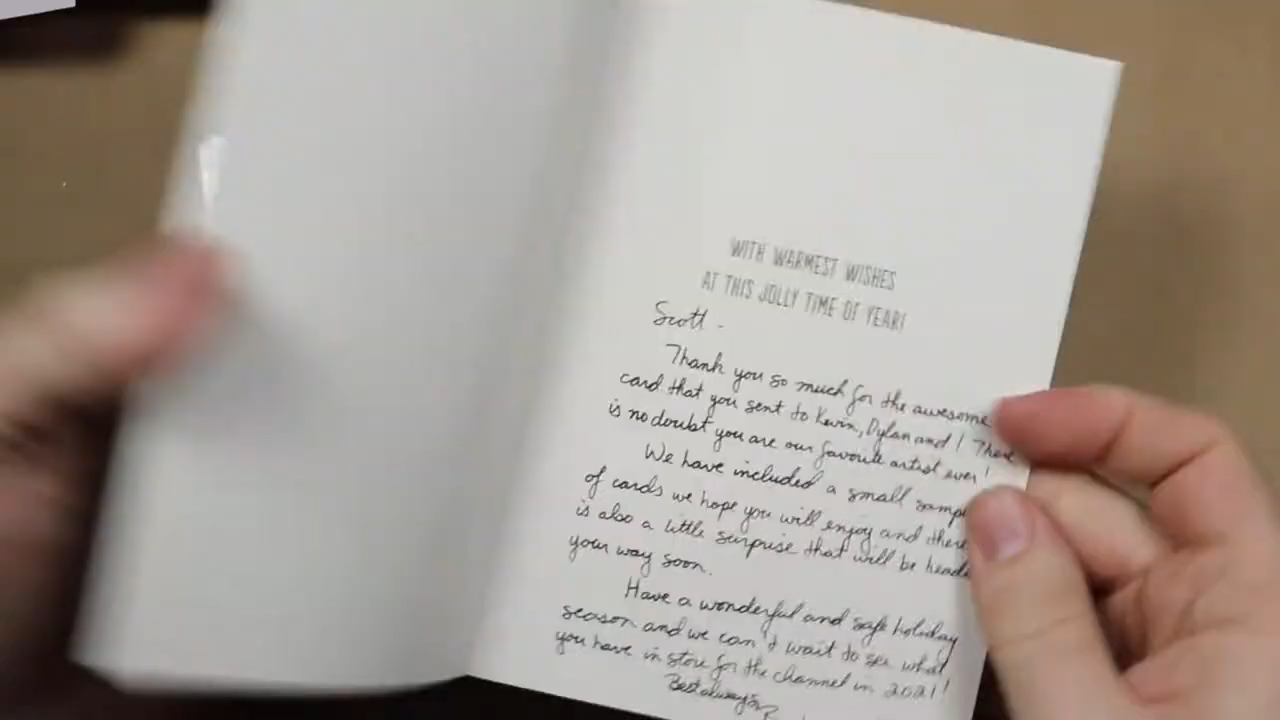 WITH WARMEST WISHES
AT THIS JOLLY TIME OF YEAR!
Scott -
Thank you so much for the awesome
card that you sent to Kevin, Dylan and I! There
is no doubt you are our favorite artist ever!
We have included a small
of cards we hope you will enjoy and there
is also a little surprise that will be
your way soon.
Have a wonderful and safe holiday
season and we can't wait to see what
you have in store for the channel in 2021!
Best always